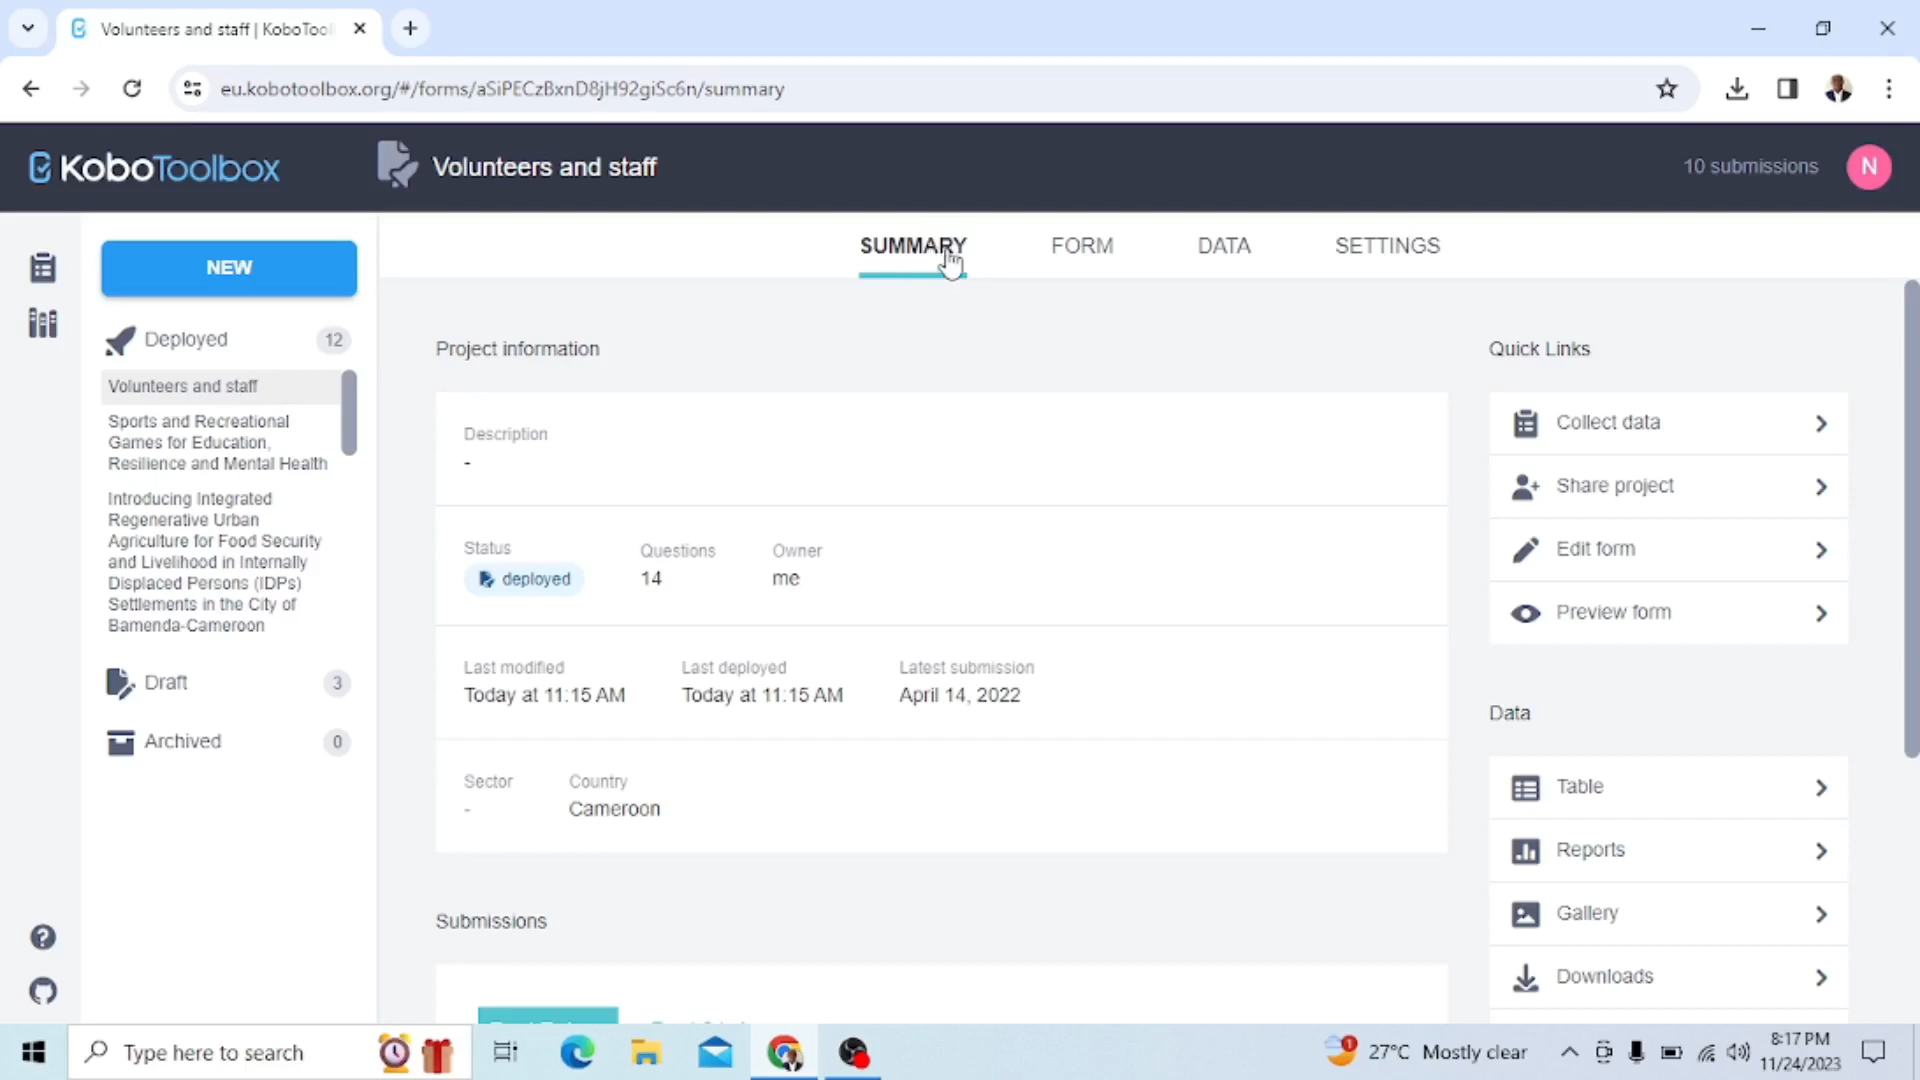 Volunteers and staff | KoboTool
eu.kobotoolbox.org/#/forms/aSiPECzBxnD8jH92giSc6n/summary
KoboToolbox
Volunteers and staff
10 submissions
N
NEW
SUMMARY
FORM
DATA
SETTINGS
Deployed
12
Volunteers and staff
Sports and Recreational
Games for Education,
Resilience and Mental Health
Introducing Integrated
Regenerative Urban
Agriculture for Food Security
and Livelihood in Internally
Displaced Persons (IDPs)
Settlements in the City of
Bamenda-Cameroon
Draft
3
Archived
0
Project information
Description
-
Status
Questions
Owner
deployed
14
me
Last modified
Last deployed
Latest submission
Today at 11:15 AM
Today at 11:15 AM
April 14, 2022
Sector
Country
-
Cameroon
Submissions
Quick Links
Collect data
Share project
Edit form
Preview form
Data
Table
Reports
Gallery
Downloads
Type here to search
1
27°C Mostly clear
8:17 PM
11/24/2023